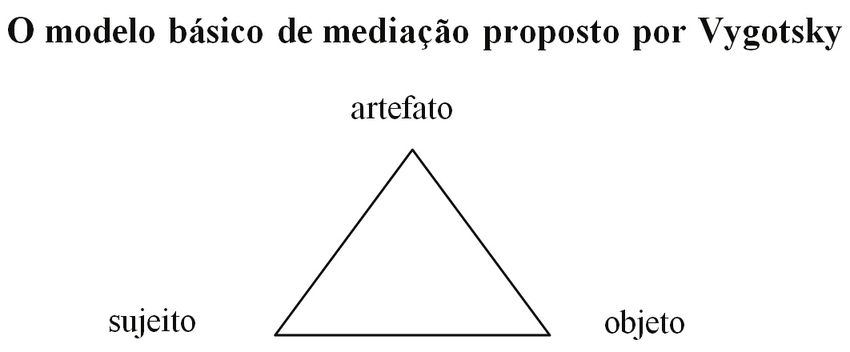 O modelo básico de mediação proposto por Vygotsky
artefato
sujeito
objeto